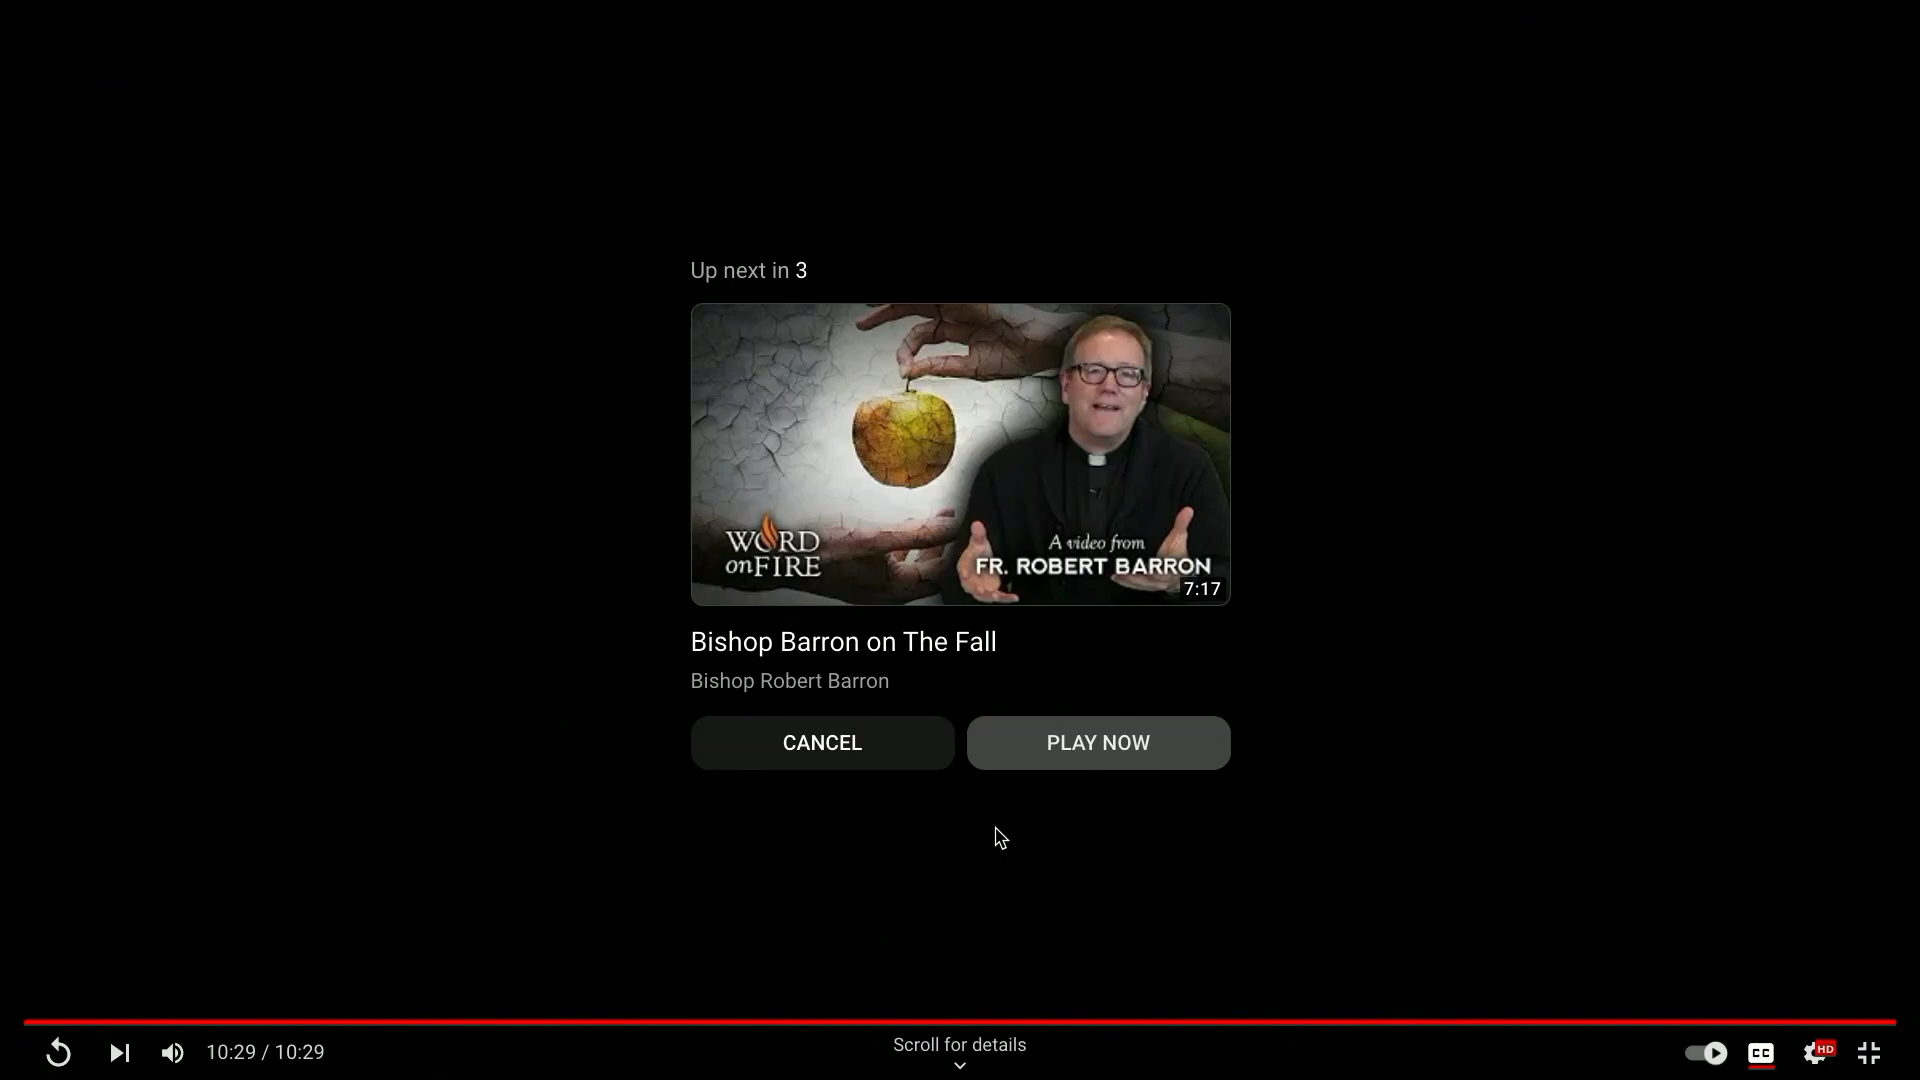 Up next in 3
WORD
onFIRE
A video from
FR. ROBERT BARRON
7:17
Bishop Barron on The Fall
Bishop Robert Barron
CANCEL
PLAY NOW
Scroll for details
10:29 / 10:29
CC
HD